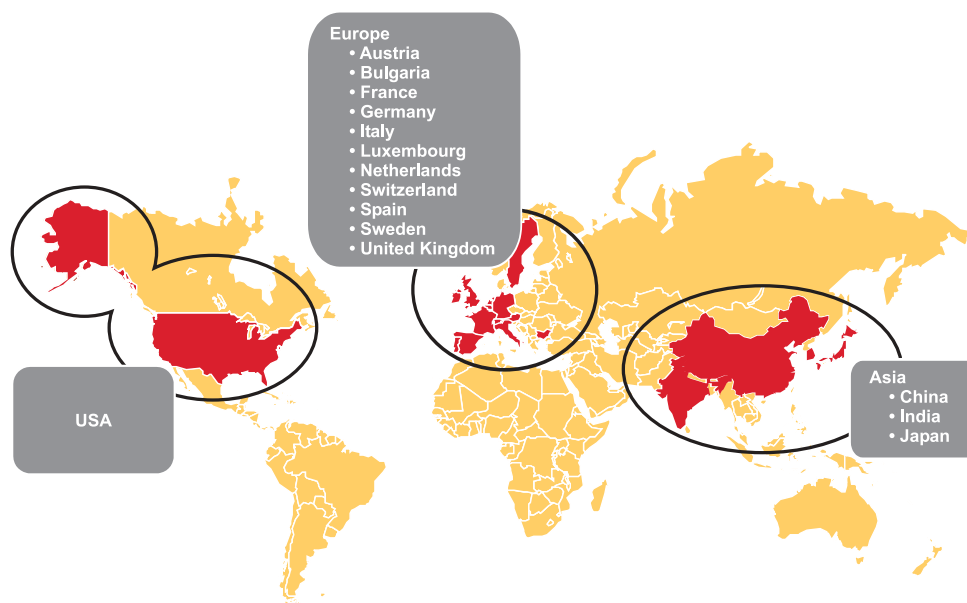 Europe
• Austria
• Bulgaria
• France
• Germany
• Italy
• Luxembourg
• Netherlands
• Switzerland
• Spain
• Sweden
• United Kingdom
USA
Asia
• China
• India
• Japan